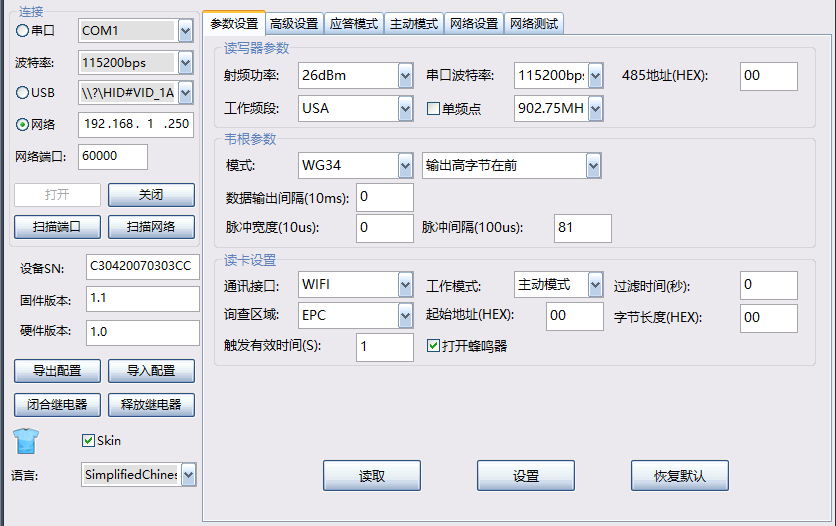 连接
串口 COM1
波特率: 115200bps
USB \\?\HID#VID_1A
网络 192.168. 1 .250
网络端口: 60000
打开 关闭
扫描端口 扫描网络
设备SN: C30420070303CC
固件版本: 1.1
硬件版本: 1.0
导出配置 导入配置
闭合继电器 释放继电器
Skin
语言: SimplifiedChines
参数设置 高级设置 应答模式 主动模式 网络设置 网络测试
读写器参数
射频功率: 26dBm 串口波特率: 115200bps 485地址(HEX): 00
工作频段: USA 单频点 902.75MH
韦根参数
模式: WG34 输出高字节在前
数据输出间隔(10ms): 0
脉冲宽度(10us): 0 脉冲间隔(100us): 81
读卡设置
通讯接口: WIFI 工作模式: 主动模式 过滤时间(秒): 0
询查区域: EPC 起始地址(HEX): 00 字节长度(HEX): 00
触发有效时间(S): 1 打开蜂鸣器
读取 设置 恢复默认